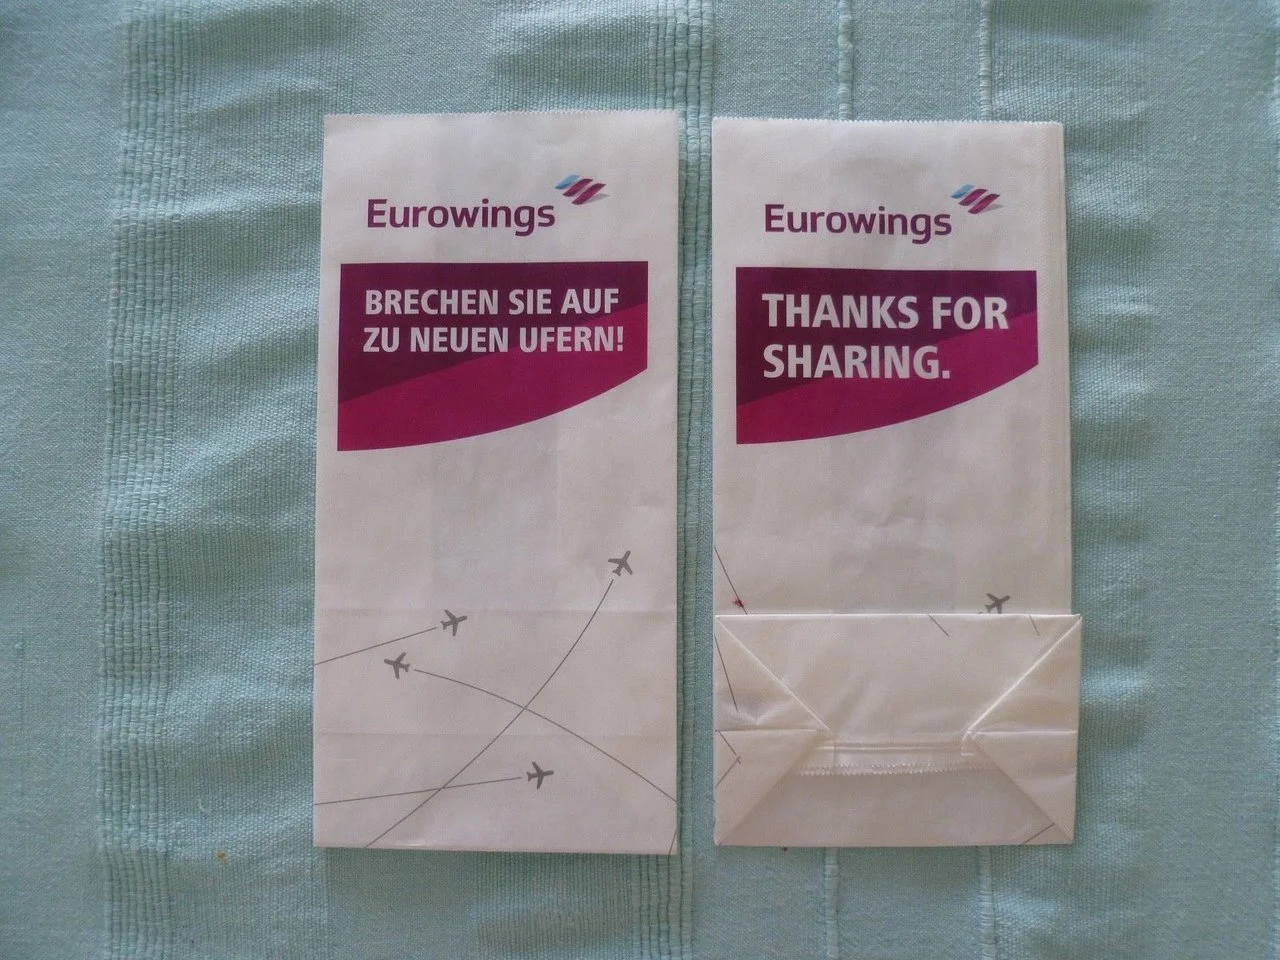 Eurowings
BRECHEN SIE AUF
ZU NEUEN UFERN!
Eurowings
THANKS FOR
SHARING.